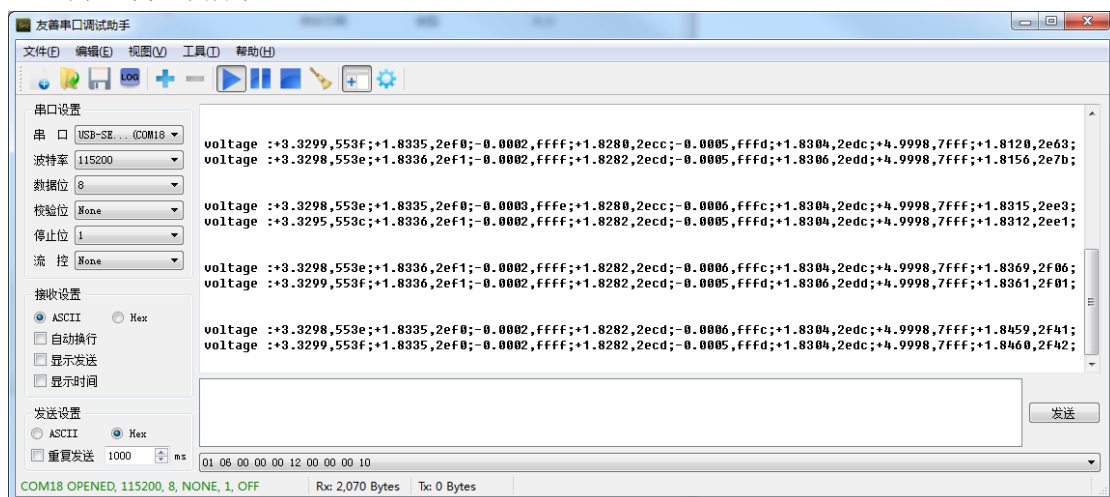 友善串口调试助手
文件(F) 编辑(E) 视图(V) 工具(T) 帮助(H)
LOG
串口设置
串 口 USB-SE... (COM18
波特率 115200
数据位 8
校验位 None
停止位 1
流 控 None
接收设置
ASCII Hex
自动换行
显示发送
显示时间
发送设置
ASCII Hex
重复发送 1000 ms
voltage :+3.3299,553f;+1.8335,2ef0;-0.0002,ffff;+1.8280,2ecc;-0.0005,fffd;+1.8304,2edc;+4.9998,7fff;+1.8120,2e63;
voltage :+3.3298,553e;+1.8335,2ef0;-0.0002,ffff;+1.8282,2ecd;-0.0005,fffd;+1.8306,2edd;+4.9998,7fff;+1.8156,2e7b;
voltage :+3.3298,553e;+1.8335,2ef0;-0.0003,fffe;+1.8280,2ecc;-0.0006,fffc;+1.8304,2edc;+4.9998,7fff;+1.8315,2ee3;
voltage :+3.3295,553c;+1.8336,2ef1;-0.0002,ffff;+1.8282,2ecd;-0.0005,fffd;+1.8304,2edc;+4.9998,7fff;+1.8312,2ee1;
voltage :+3.3298,553e;+1.8336,2ef1;-0.0002,ffff;+1.8282,2ecd;-0.0006,fffc;+1.8304,2edc;+4.9998,7fff;+1.8369,2f06;
voltage :+3.3299,553f;+1.8336,2ef1;-0.0002,ffff;+1.8282,2ecd;-0.0005,fffd;+1.8306,2edd;+4.9998,7fff;+1.8361,2f01;
voltage :+3.3298,553e;+1.8335,2ef0;-0.0002,ffff;+1.8282,2ecd;-0.0006,fffc;+1.8304,2edc;+4.9998,7fff;+1.8459,2f41;
voltage :+3.3299,553f;+1.8335,2ef0;-0.0002,ffff;+1.8282,2ecd;-0.0005,fffd;+1.8304,2edc;+4.9998,7fff;+1.8460,2f42;
发送
01 06 00 00 00 12 00 00 00 10
COM18 OPENED, 115200, 8, NONE, 1, OFF Rx: 2,070 Bytes Tx: 0 Bytes